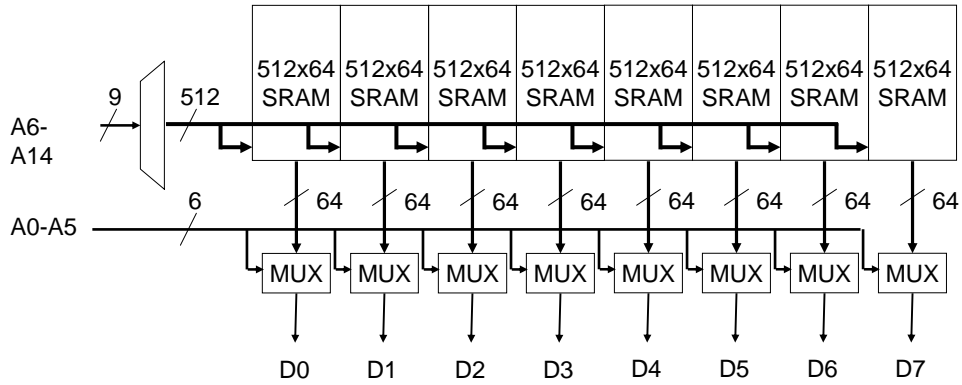 512x64 512x64 512x64 512x64 512x64 512x64 512x64 512x64
SRAM SRAM SRAM SRAM SRAM SRAM SRAM SRAM
9 512
A6-
A14
6 64 64 64 64 64 64 64 64
A0-A5
MUX MUX MUX MUX MUX MUX MUX MUX
D0 D1 D2 D3 D4 D5 D6 D7